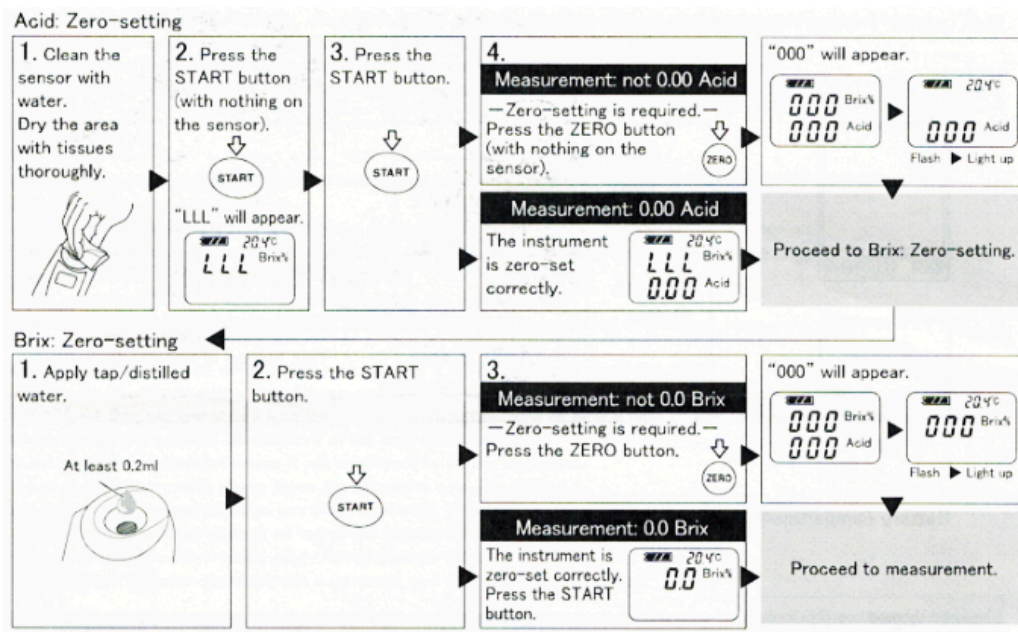 Acid: Zero-setting
1. Clean the
sensor with
water.
Dry the area
with tissues
thoroughly.
2. Press the
START button
(with nothing on
the sensor).
START
"LLL" will appear.
20.4°C
LLL Brix%
3. Press the
START button.
START
4.
Measurement: not 0.00 Acid
—Zero-setting is required.—
Press the ZERO button
(with nothing on the
sensor).
ZERO
Measurement: 0.00 Acid
The instrument
is zero-set
correctly.
20.4°C
LLL Brix%
0.00 Acid
"000" will appear.
000 Brix%
000 Acid
20.4°C
000 Acid
Flash ▶ Light up
Proceed to Brix: Zero-setting.
Brix: Zero-setting
1. Apply tap/distilled
water.
At least 0.2ml
2. Press the START
button.
START
3.
Measurement: not 0.0 Brix
—Zero-setting is required.—
Press the ZERO button.
ZERO
Measurement: 0.0 Brix
The instrument is
zero-set correctly.
Press the START
button.
20.4°C
0.0 Brix%
"000" will appear.
000 Brix%
000 Acid
20.4°C
000 Brix%
Flash ▶ Light up
Proceed to measurement.